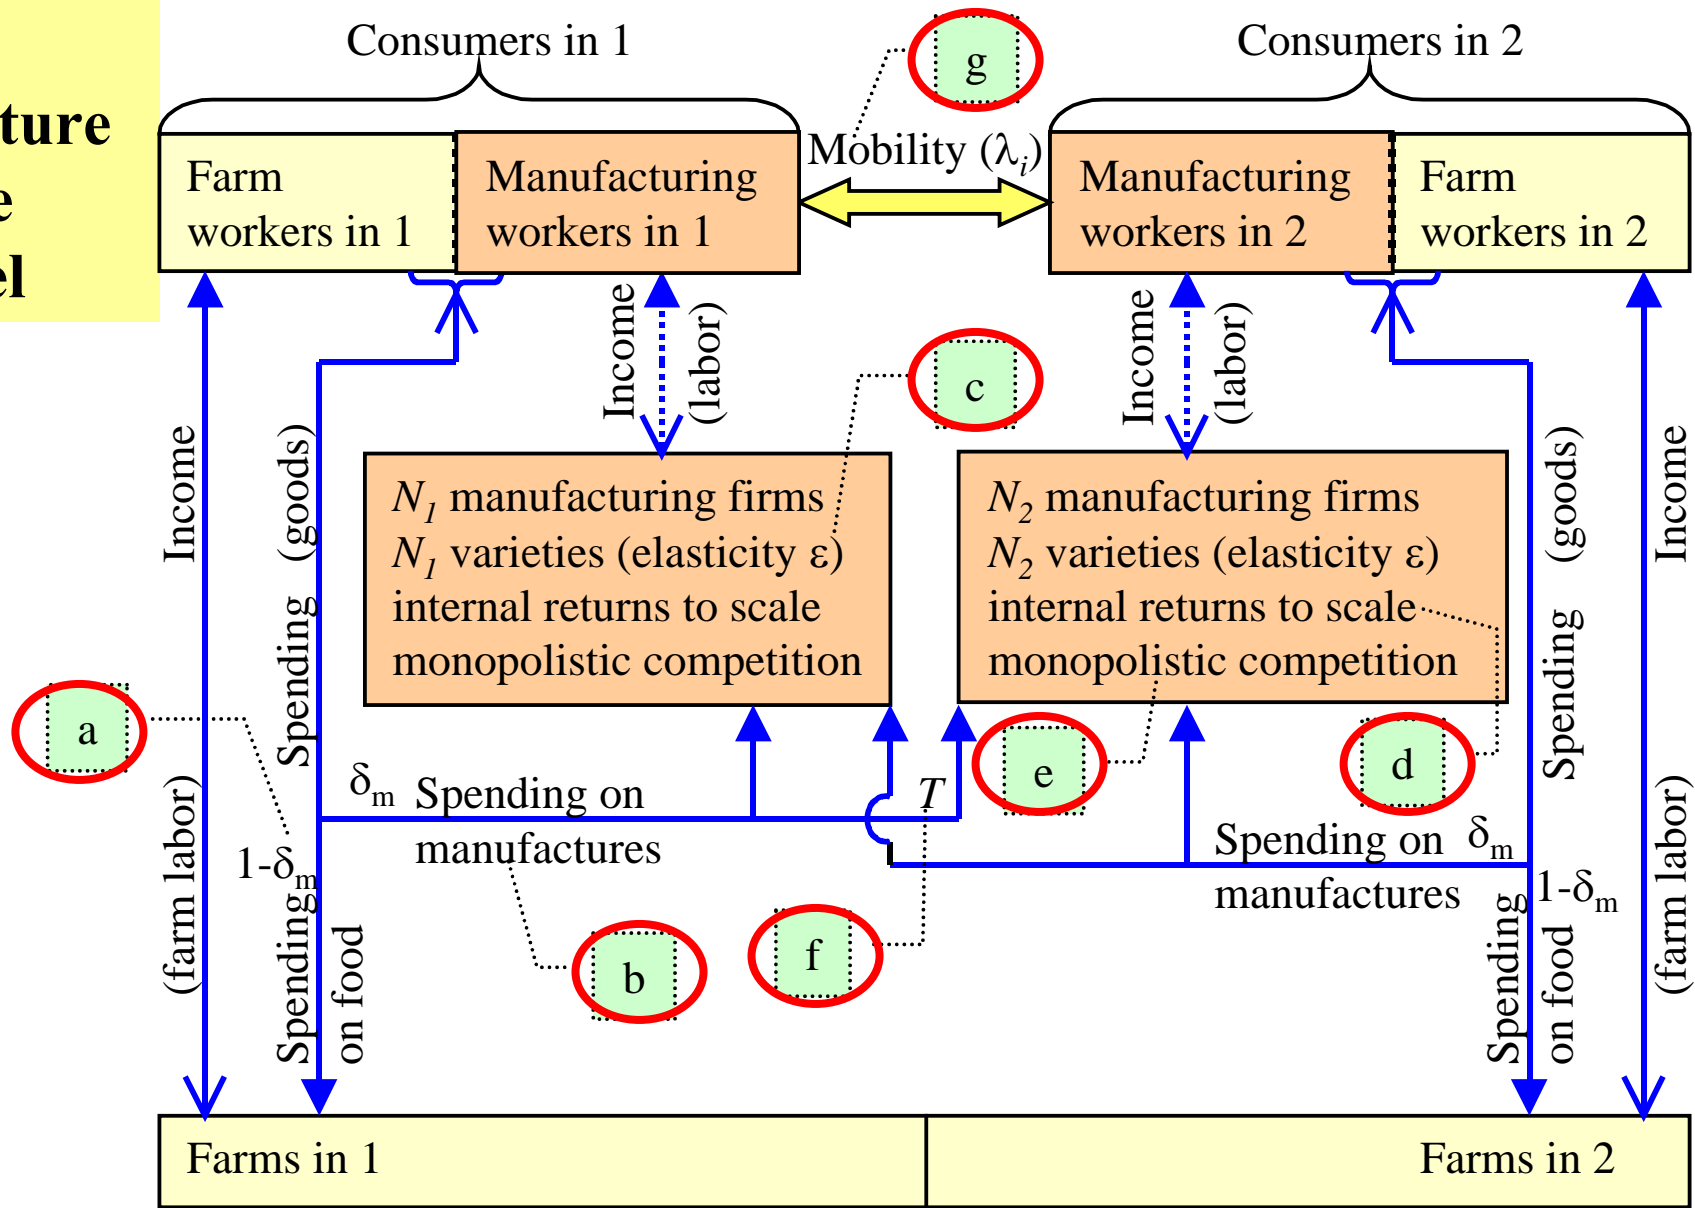 Consumers in 1
g
Consumers in 2
ture
e
el
Mobility (λi)
Farm
workers in 1
Manufacturing
workers in 1
Manufacturing
workers in 2
Farm
workers in 2
Income
(labor)
c
Income
(labor)
Income
(farm labor)
Spending (goods)
N1 manufacturing firms
N1 varieties (elasticity ε)
internal returns to scale
monopolistic competition
N2 manufacturing firms
N2 varieties (elasticity ε)
internal returns to scale
monopolistic competition
Spending (goods)
Income
(farm labor)
a
e
d
δm Spending on
manufactures
T
Spending on δm
manufactures
1-δm
Spending
on food
b
f
1-δm
Spending
on food
Farms in 1
Farms in 2